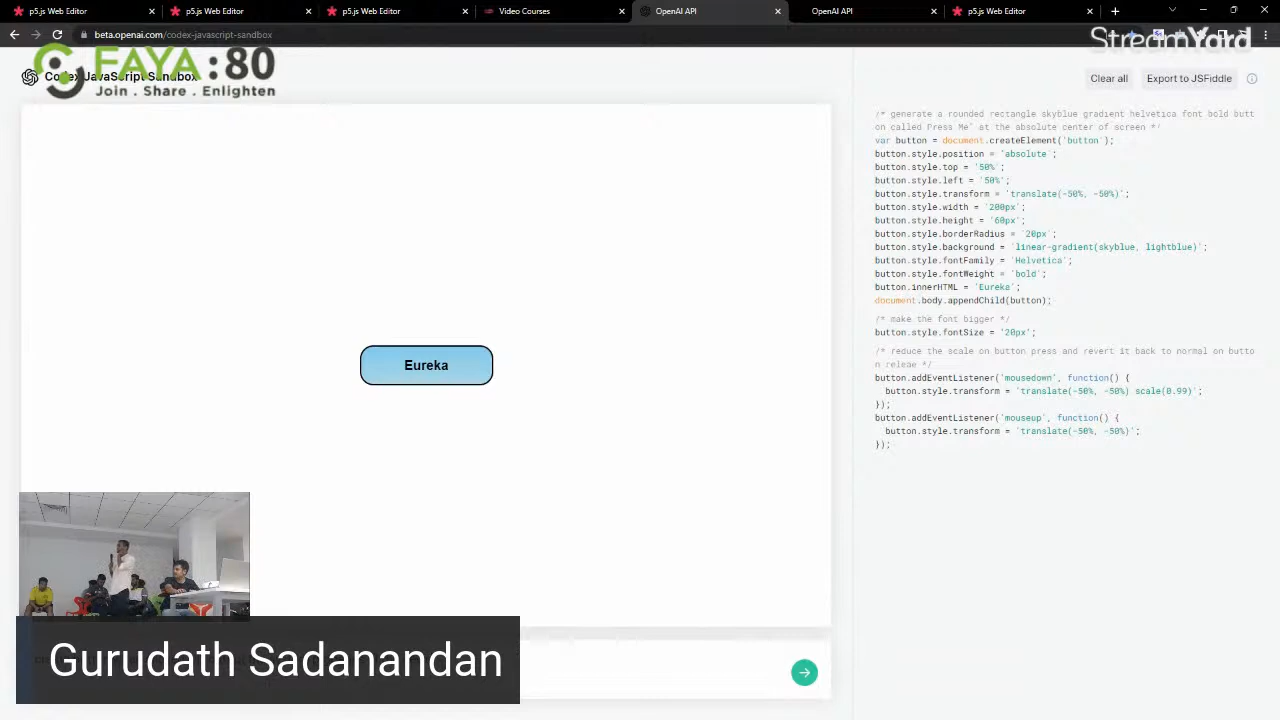 p5.js Web Editor
p5.js Web Editor
p5.js Web Editor
Video Courses
OpenAI API
OpenAI API
p5.js Web Editor
beta.openai.com/codex-javascript-sandbox
StreamYard
FAYA:80
Join . Share . Enlighten
Codex JavaScript Sandbox
Clear all
Export to JSFiddle
/* generate a rounded rectangle skyblue gradient helvetica font bold butt
on called Press Me" at the absolute center of screen */
var button = document.createElement('button');
button.style.position = 'absolute';
button.style.top = '50%';
button.style.left = '50%';
button.style.transform = 'translate(-50%, -50%)';
button.style.width = '200px';
button.style.height = '60px';
button.style.borderRadius = '20px';
button.style.background = 'linear-gradient(skyblue, lightblue)';
button.style.fontFamily = 'Helvetica';
button.style.fontWeight = 'bold';
button.innerHTML = 'Eureka';
document.body.appendChild(button);
/* make the font bigger */
button.style.fontSize = '20px';
/* reduce the scale on button press and revert it back to normal on butto
n releae */
button.addEventListener('mousedown', function() {
button.style.transform = 'translate(-50%, -50%) scale(0.99)';
});
button.addEventListener('mouseup', function() {
button.style.transform = 'translate(-50%, -50%)';
});
Eureka
Gurudath Sadanandan